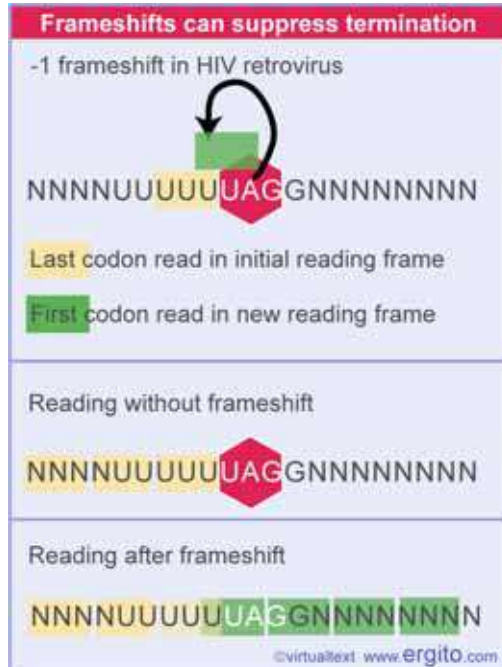 Frameshifts can suppress termination
-1 frameshift in HIV retrovirus
NNNNUUUUUUAGGNNNNNNNN
Last codon read in initial reading frame
First codon read in new reading frame
Reading without frameshift
NNNNUUUUUUAGGNNNNNNNN
Reading after frameshift
NNNNUUUUUUAGGNNNNNNNN
©virtualtext www.ergito.com